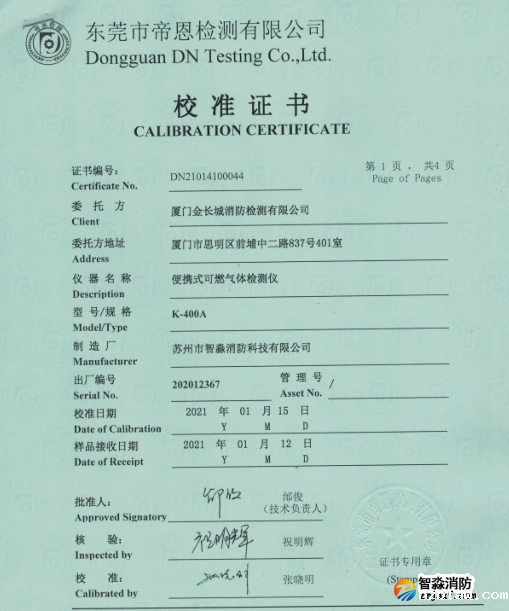 东莞市帝恩检测有限公司
Dongguan DN Testing Co.,Ltd.
校准证书
CALIBRATION CERTIFICATE
证书编号: DN21014100044 第 1 页, 共4 页
Certificate No. Page of Pages
委托方 厦门金长城消防检测有限公司
Client
委托方地址 厦门市思明区前埔中二路837号401室
Address
仪器名称 便携式可燃气体检测仪
Description
型号/规格 K-400A
Model/Type
制造厂 苏州市智淼消防科技有限公司
Manufacturer
出厂编号 202012367 管理号 /
Serial No. Asset No.
校准日期 2021 年 01 月 15 日
Date of Calibration Y M D
样品接收日期 2021 年 01 月 12 日
Date of Receipt Y M D
批准人: 邰俊
Approved Signatory (技术负责人)
核验: 祝明辉
Inspected by
校准: 张晓明
Calibrated by
证书专用章
(Stamp)
智淼消防